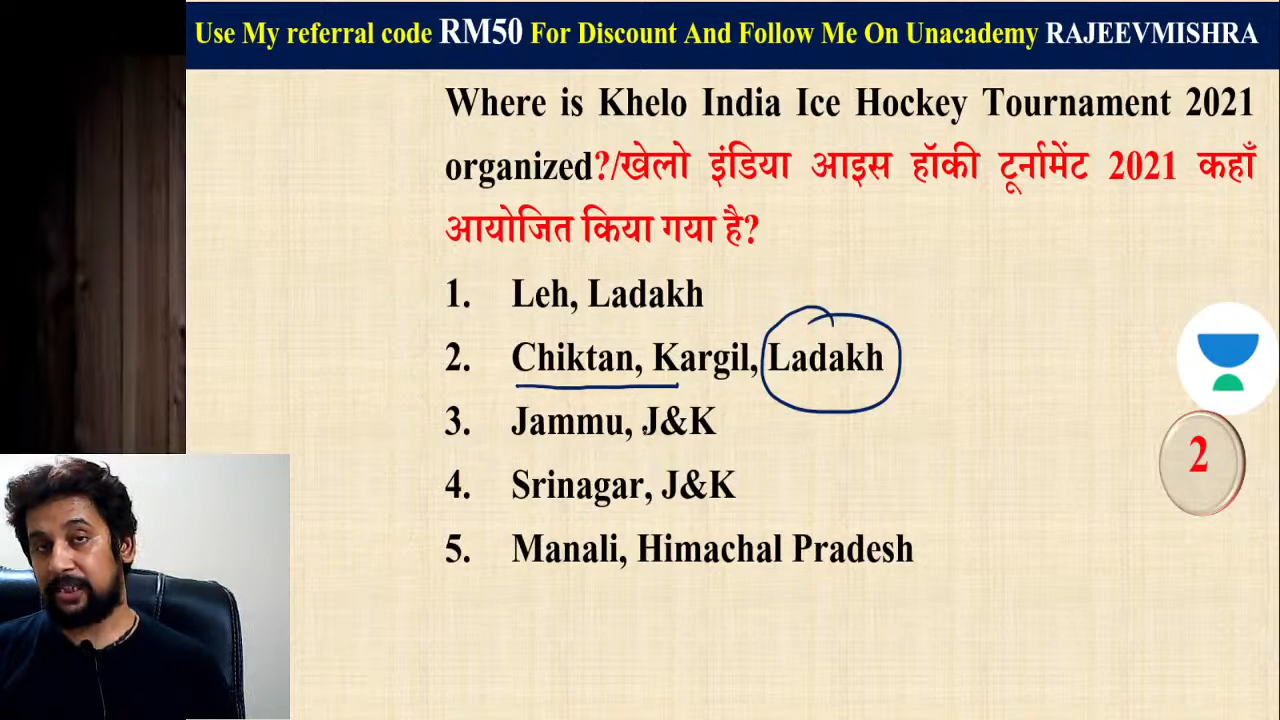 Use My referral code RM50 For Discount And Follow Me On Unacademy RAJEEVMISHRA
Where is Khelo India Ice Hockey Tournament 2021
organized?/खेलो इंडिया आइस हॉकी टूर्नामेंट 2021 कहाँ
आयोजित किया गया है?
1. Leh, Ladakh
2. Chiktan, Kargil, Ladakh
3. Jammu, J&K
4. Srinagar, J&K
5. Manali, Himachal Pradesh
2